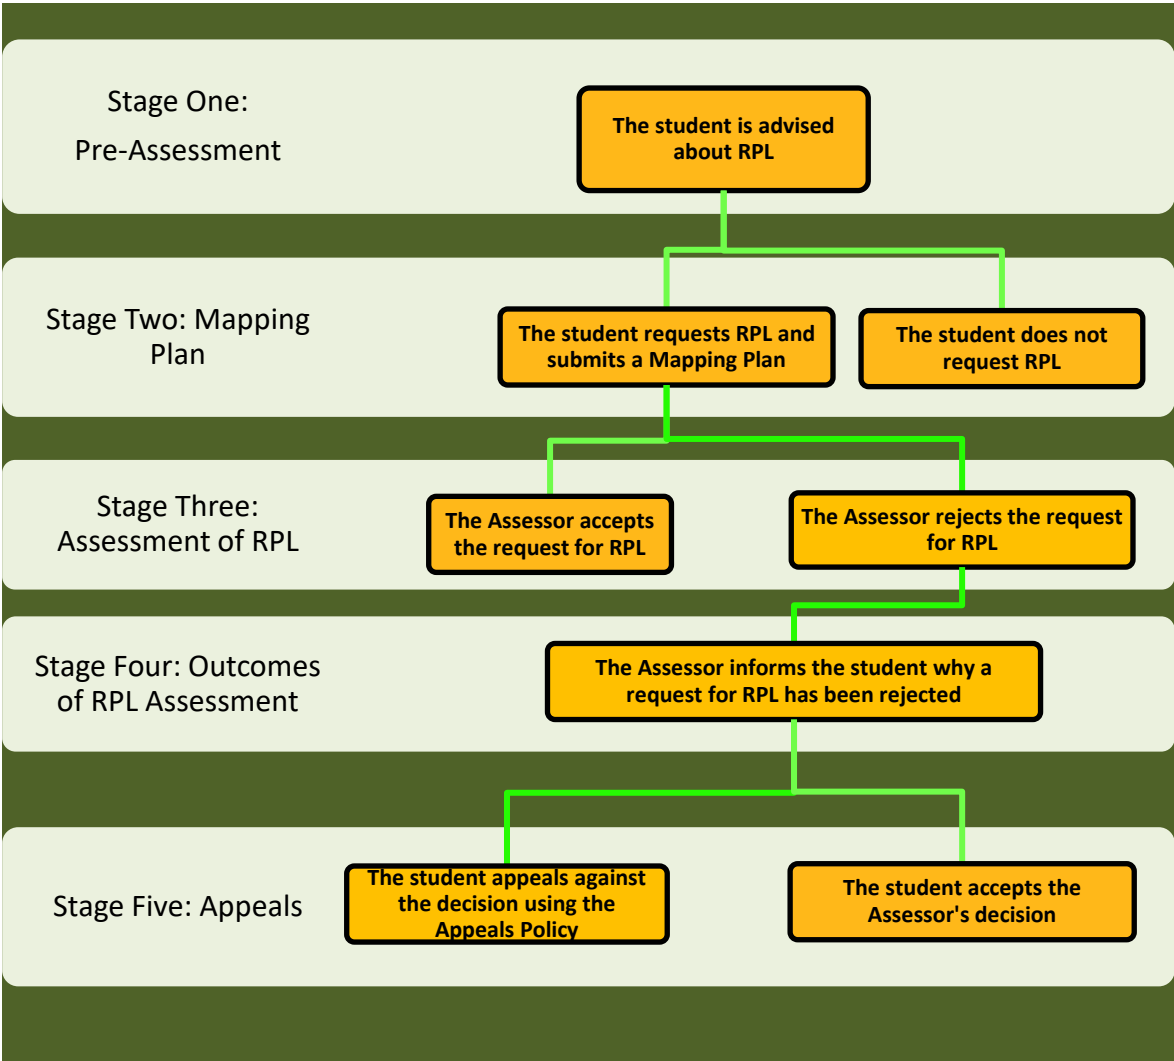 Stage One:
Pre-Assessment
The student is advised
about RPL
Stage Two: Mapping
Plan
The student requests RPL and
submits a Mapping Plan
The student does not
request RPL
Stage Three:
Assessment of RPL
The Assessor accepts
the request for RPL
The Assessor rejects the request
for RPL
Stage Four: Outcomes
of RPL Assessment
The Assessor informs the student why a
request for RPL has been rejected
Stage Five: Appeals
The student appeals against
the decision using the
Appeals Policy
The student accepts the
Assessor's decision